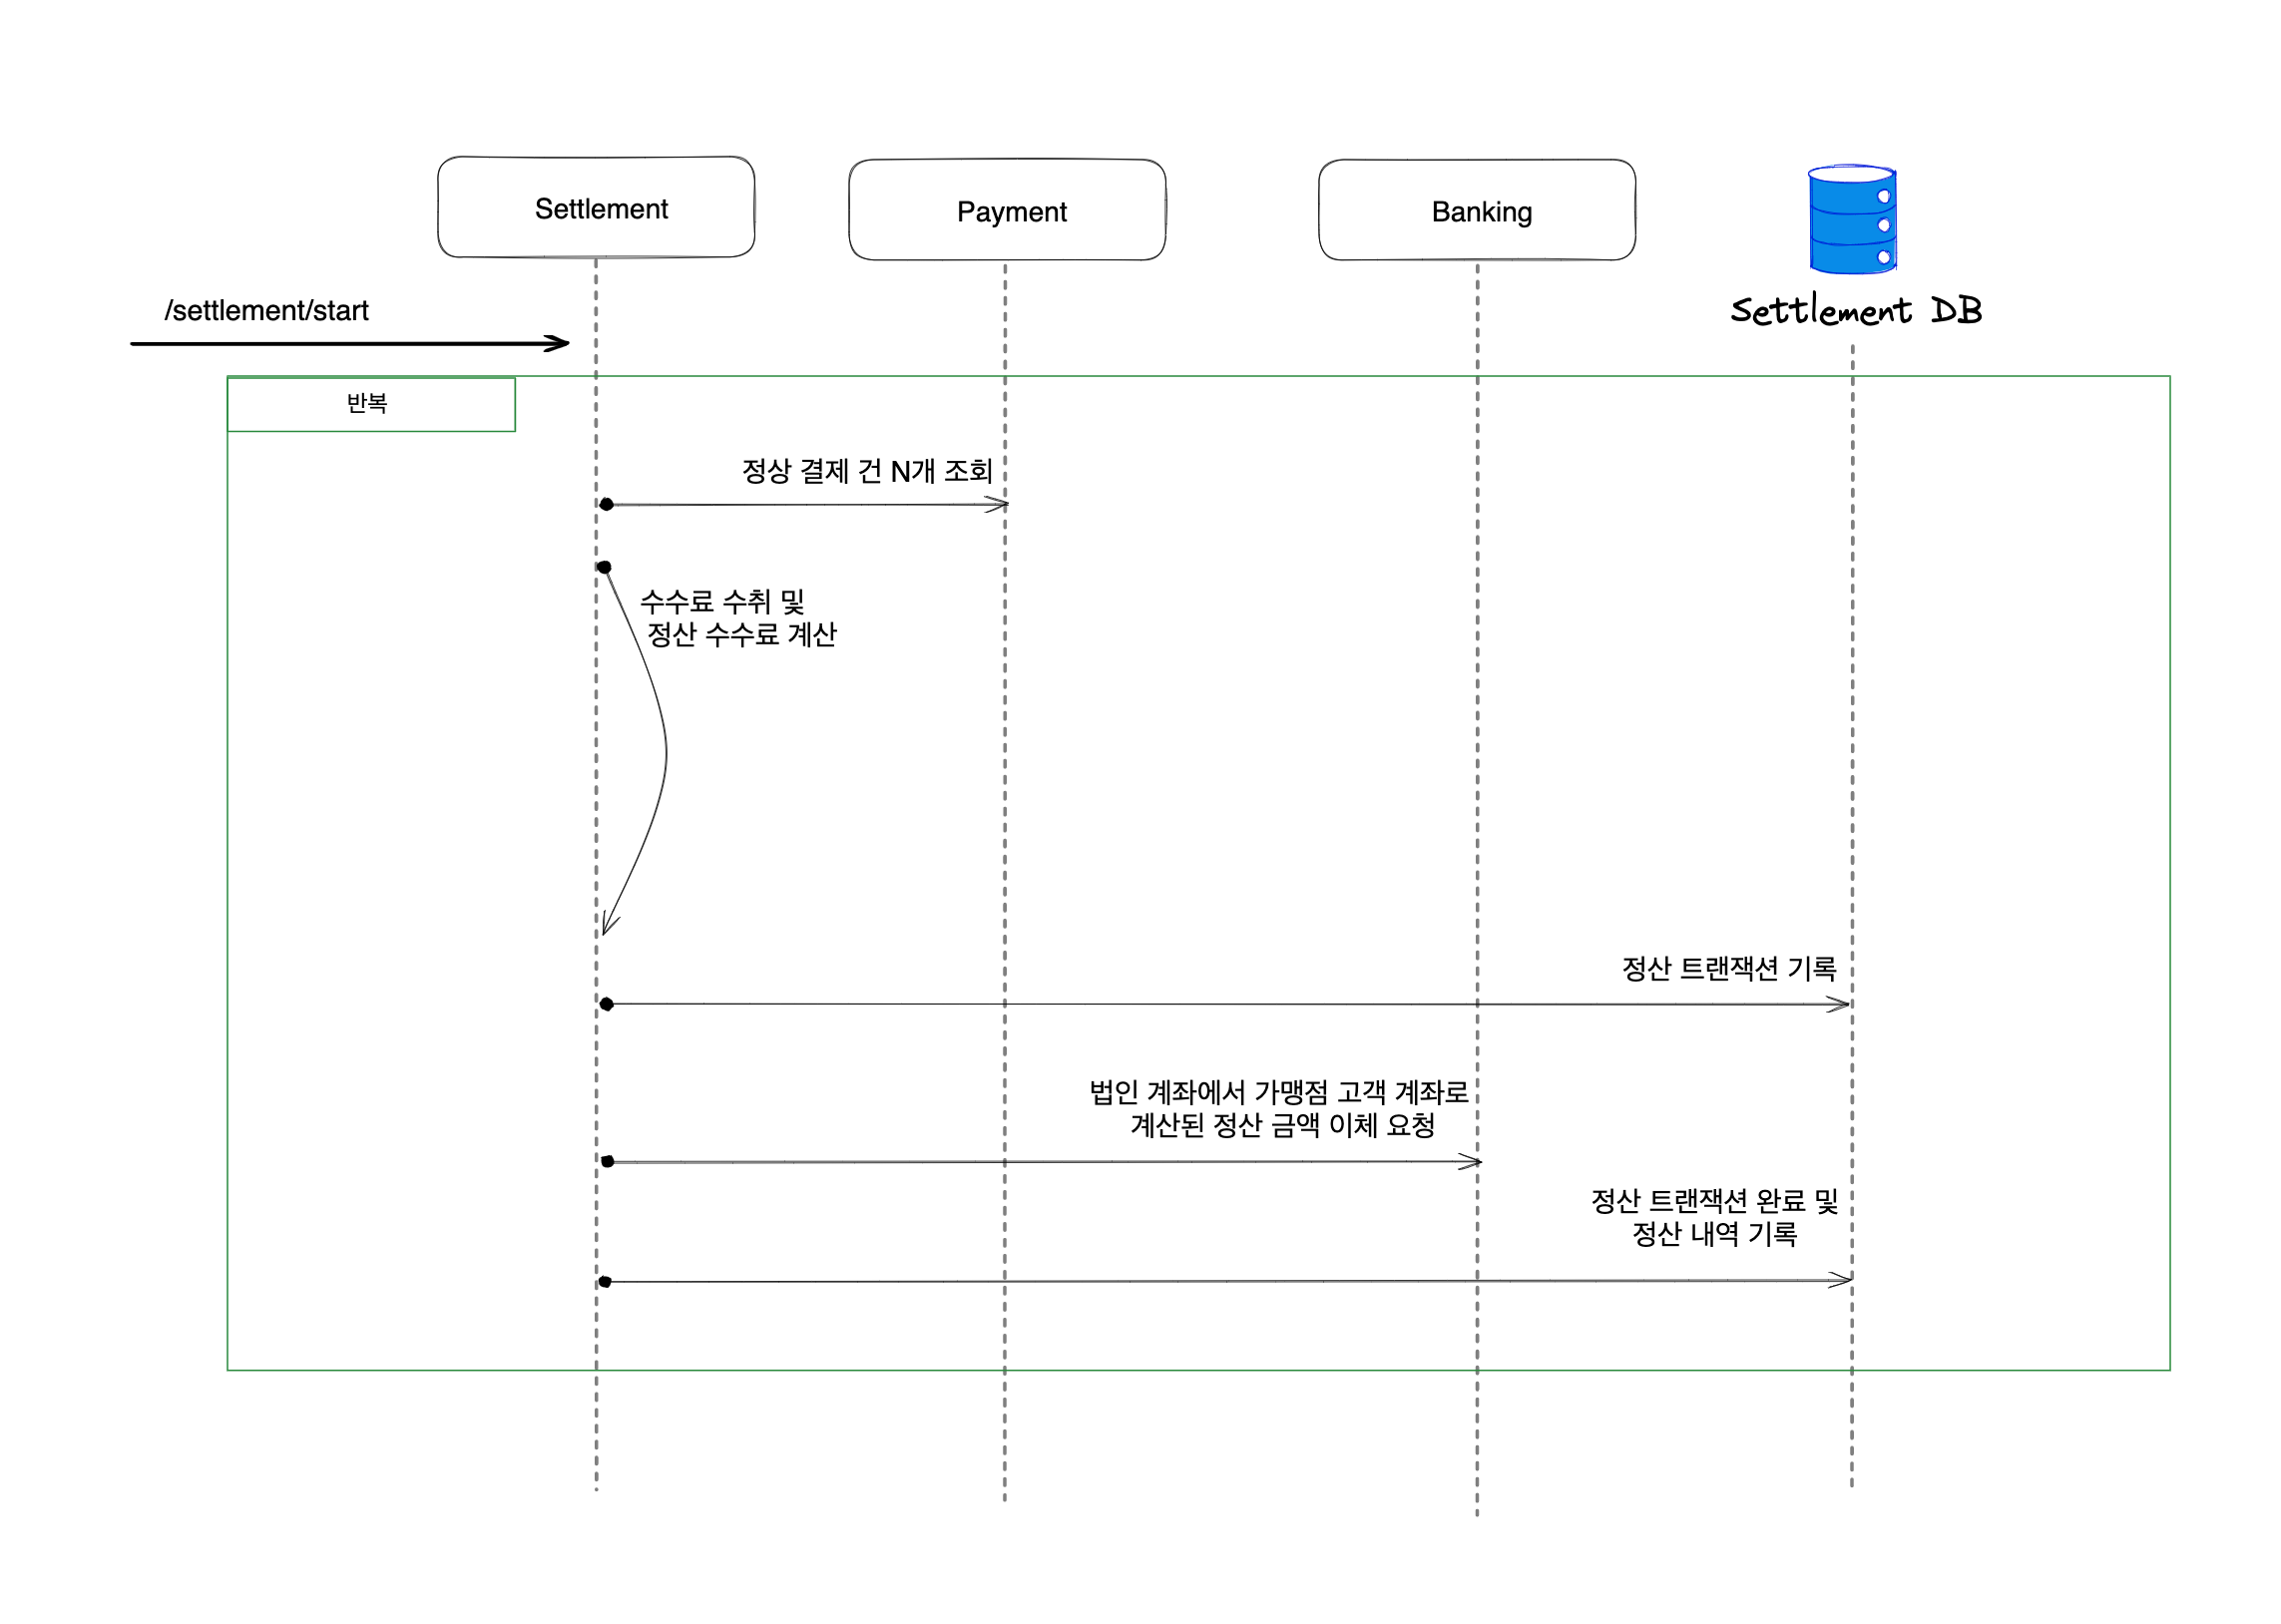 Settlement
Payment
Banking
Settlement DB
/settlement/start
반복
정상 결제 건 N개 조회
수수료 수취 및
정산 수수료 계산
정산 트랜잭션 기록
법인 계좌에서 가맹점 고객 계좌로
계산된 정산 금액 이체 요청
정산 트랜잭션 완료 및
정산 내역 기록